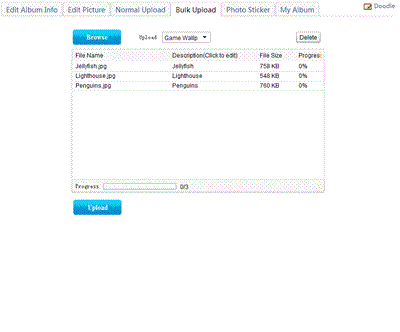 Edit Album Info Edit Picture Normal Upload Bulk Upload Photo Sticker My Album Doodle
Browse Upload Game Wallp Delete
File Name Description(Click to edit) File Size Progress
Jellyfish.jpg Jellyfish 758 KB 0%
Lighthouse.jpg Lighthouse 548 KB 0%
Penguins.jpg Penguins 760 KB 0%
Progress 0/3
Upload